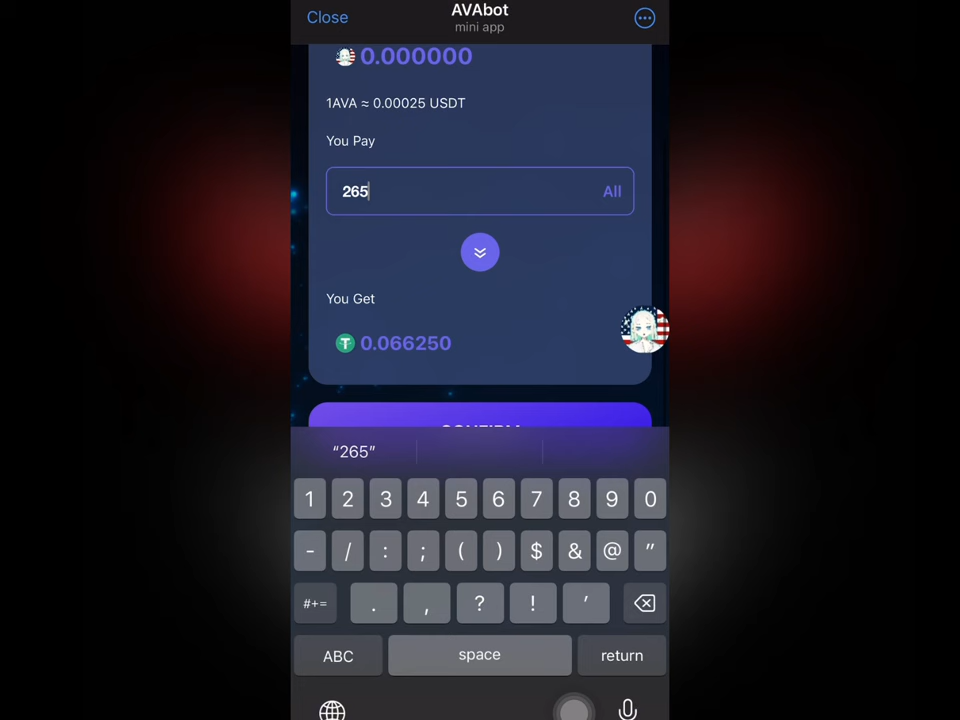 Close
AVAbot
mini app
0.000000
1AVA ≈ 0.00025 USDT
You Pay
265
All
You Get
0.066250
CONFIRM
“265”
1 2 3 4 5 6 7 8 9 0
- / : ; ( ) $ & @ ”
#+= . , ? ! ’
ABC space return